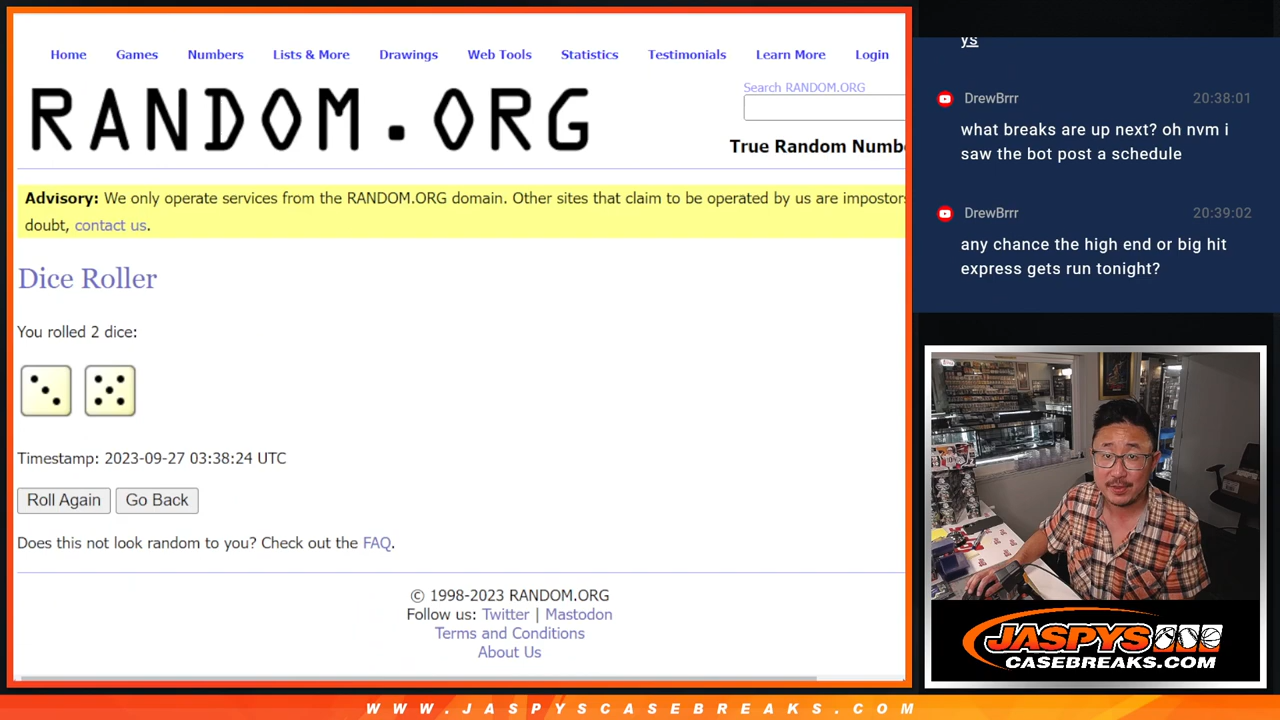 Home Games Numbers Lists & More Drawings Web Tools Statistics Testimonials Learn More Login
RANDOM.ORG
Search RANDOM.ORG
True Random Numb
Advisory: We only operate services from the RANDOM.ORG domain. Other sites that claim to be operated by us are impostors
doubt, contact us.
Dice Roller
You rolled 2 dice:
Timestamp: 2023-09-27 03:38:24 UTC
Roll Again Go Back
Does this not look random to you? Check out the FAQ.
© 1998-2023 RANDOM.ORG
Follow us: Twitter | Mastodon
Terms and Conditions
About Us
ys
DrewBrrr 20:38:01
what breaks are up next? oh nvm i
saw the bot post a schedule
DrewBrrr 20:39:02
any chance the high end or big hit
express gets run tonight?
JASPYS
CASEBREAKS.COM
WWW.JASPYSCASEBREAKS.COM